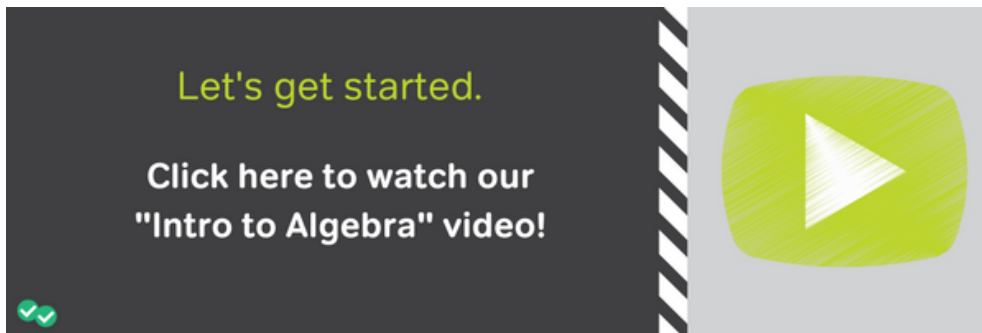 Let's get started.
Click here to watch our
"Intro to Algebra" video!